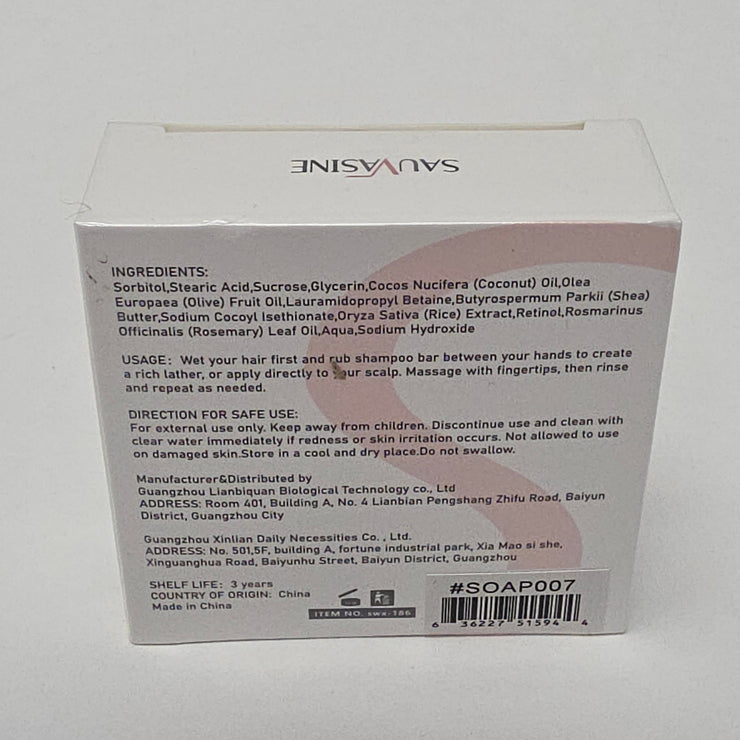 SAUVASINE
INGREDIENTS:
Sorbitol,Stearic Acid,Sucrose,Glycerin,Cocos Nucifera (Coconut) Oil,Olea
Europaea (Olive) Fruit Oil,Lauramidopropyl Betaine,Butyrospermum Parkii (Shea)
Butter,Sodium Cocoyl Isethionate,Oryza Sativa (Rice) Extract,Retinol,Rosmarinus
Officinalis (Rosemary) Leaf Oil,Aqua,Sodium Hydroxide
USAGE: Wet your hair first and rub shampoo bar between your hands to create
a rich lather, or apply directly to your scalp. Massage with fingertips, then rinse
and repeat as needed.
DIRECTION FOR SAFE USE:
For external use only. Keep away from children. Discontinue use and clean with
clear water immediately if redness or skin irritation occurs. Not allowed to use
on damaged skin.Store in a cool and dry place.Do not swallow.
Manufacturer&Distributed by
Guangzhou Lianbiquan Biological Technology co., Ltd
ADDRESS: Room 401, Building A, No. 4 Lianbian Pengshang Zhifu Road, Baiyun
District, Guangzhou City
Guangzhou Xinlian Daily Necessities Co. , Ltd.
ADDRESS: No. 501,5F, building A, fortune industrial park, Xia Mao si she,
Xinguanghua Road, Baiyunhu Street, Baiyun District, Guangzhou
SHELF LIFE: 3 years
COUNTRY OF ORIGIN: China
Made in China
ITEM NO. swx-186
#SOAP007
6 36227 51594 4